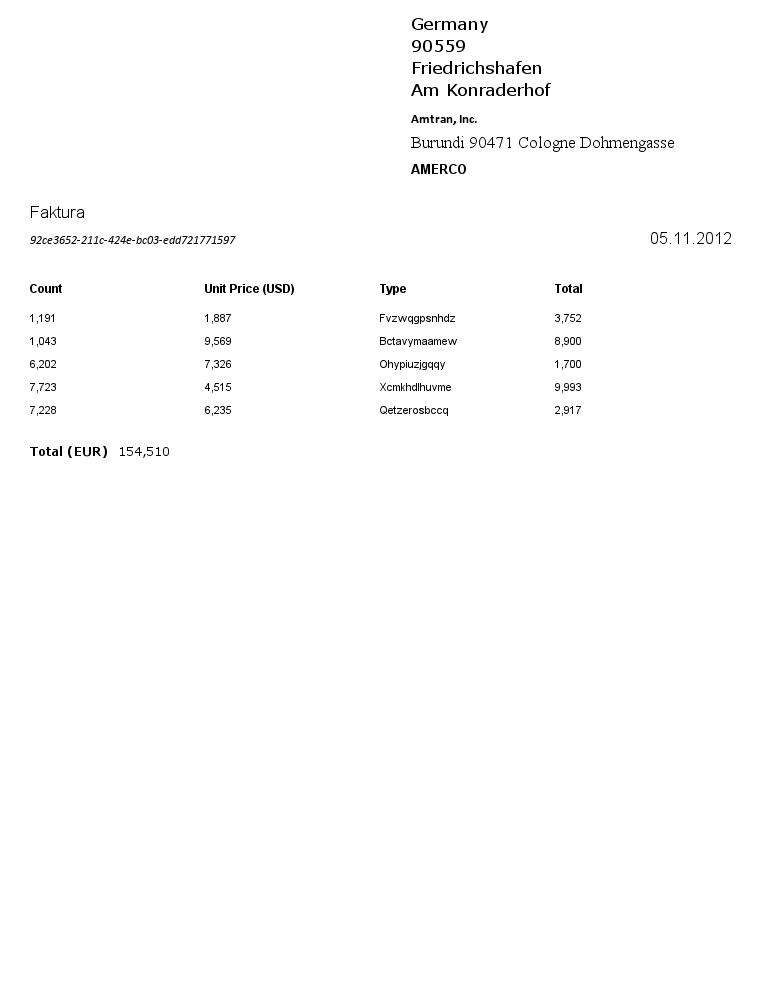 Germany
90559
Friedrichshafen
Am Konraderhof
Amtran, Inc.
Burundi 90471 Cologne Dohmengasse
AMERCO
Faktura
92ce3652-211c-424e-bc03-edd721771597 05.11.2012
Count Unit Price (USD) Type Total
1,191 1,887 Fvzwqgpsnhdz 3,752
1,043 9,569 Bctavymaamew 8,900
6,202 7,326 Ohypiuzjgqqy 1,700
7,723 4,515 Xcmkhdlhuvme 9,993
7,228 6,235 Qetzerosbccq 2,917
Total (EUR) 154,510